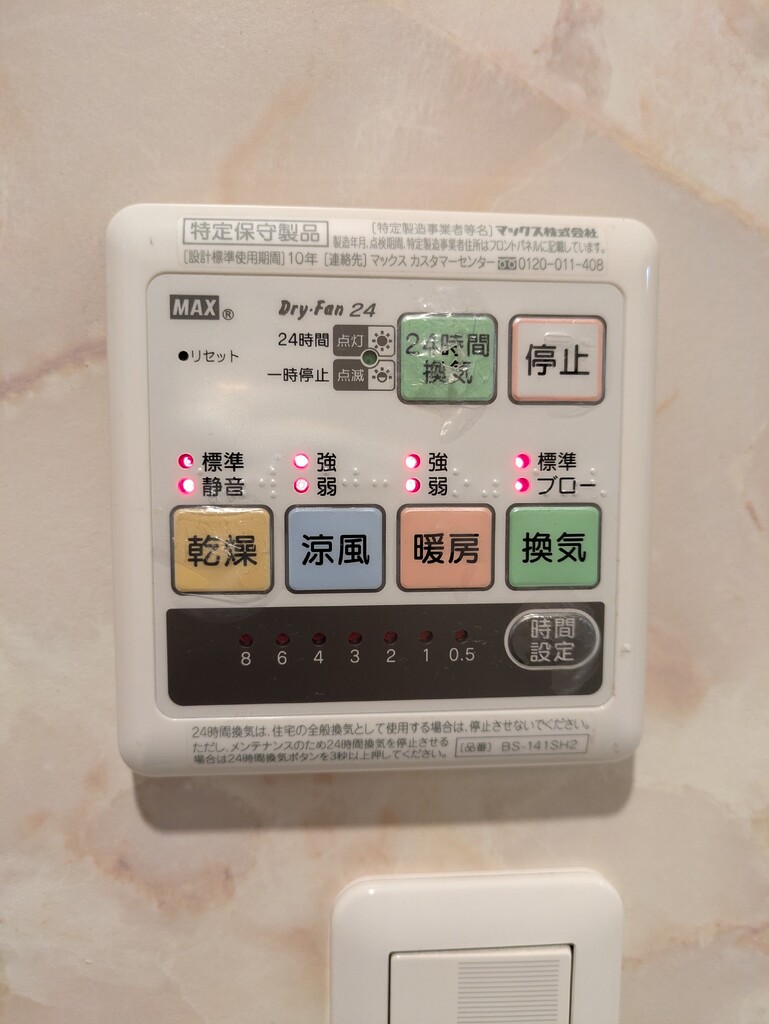 特定保守製品 [特定製造事業者等名] マックス株式会社
製造年月、点検期間、特定製造事業者住所はフロントパネルに記載しています。
[設計標準使用期間] 10年 [連絡先] マックス カスタマーセンター 0120-011-408
MAX® Dry·Fan 24
24時間 点灯
●リセット
一時停止 点滅
24時間換気
停止
標準 強 強 標準
静音 弱 弱 ブロー
乾燥 涼風 暖房 換気
8 6 4 3 2 1 0.5
時間設定
24時間換気は、住宅の全般換気として使用する場合は、停止させないでください。
ただし、メンテナンスのため24時間換気を停止させる
場合は24時間換気ボタンを3秒以上押してください。
[品番] BS-141SH2